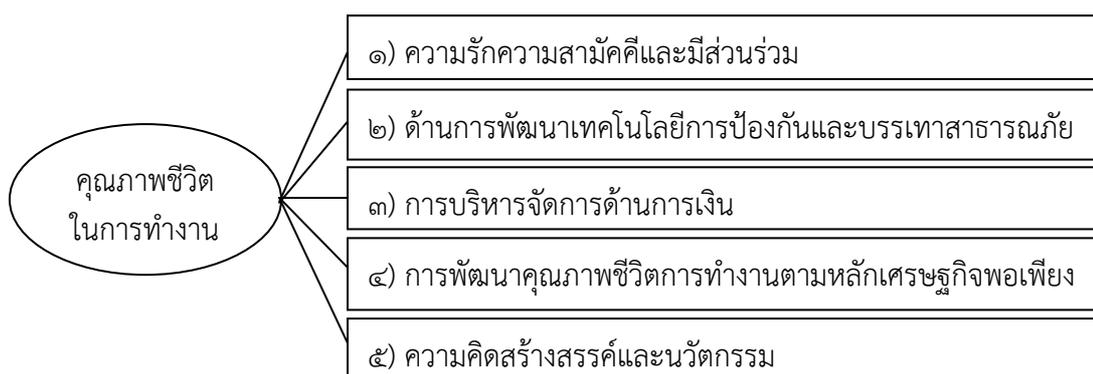 ๑) ความรักความสามัคคีและมีส่วนร่วม
๒) ด้านการพัฒนาเทคโนโลยีการป้องกันและบรรเทาสาธารณภัย
คุณภาพชีวิต
ในการทำงาน
๓) การบริหารจัดการด้านการเงิน
๔) การพัฒนาคุณภาพชีวิตการทำงานตามหลักเศรษฐกิจพอเพียง
๕) ความคิดสร้างสรรค์และนวัตกรรม